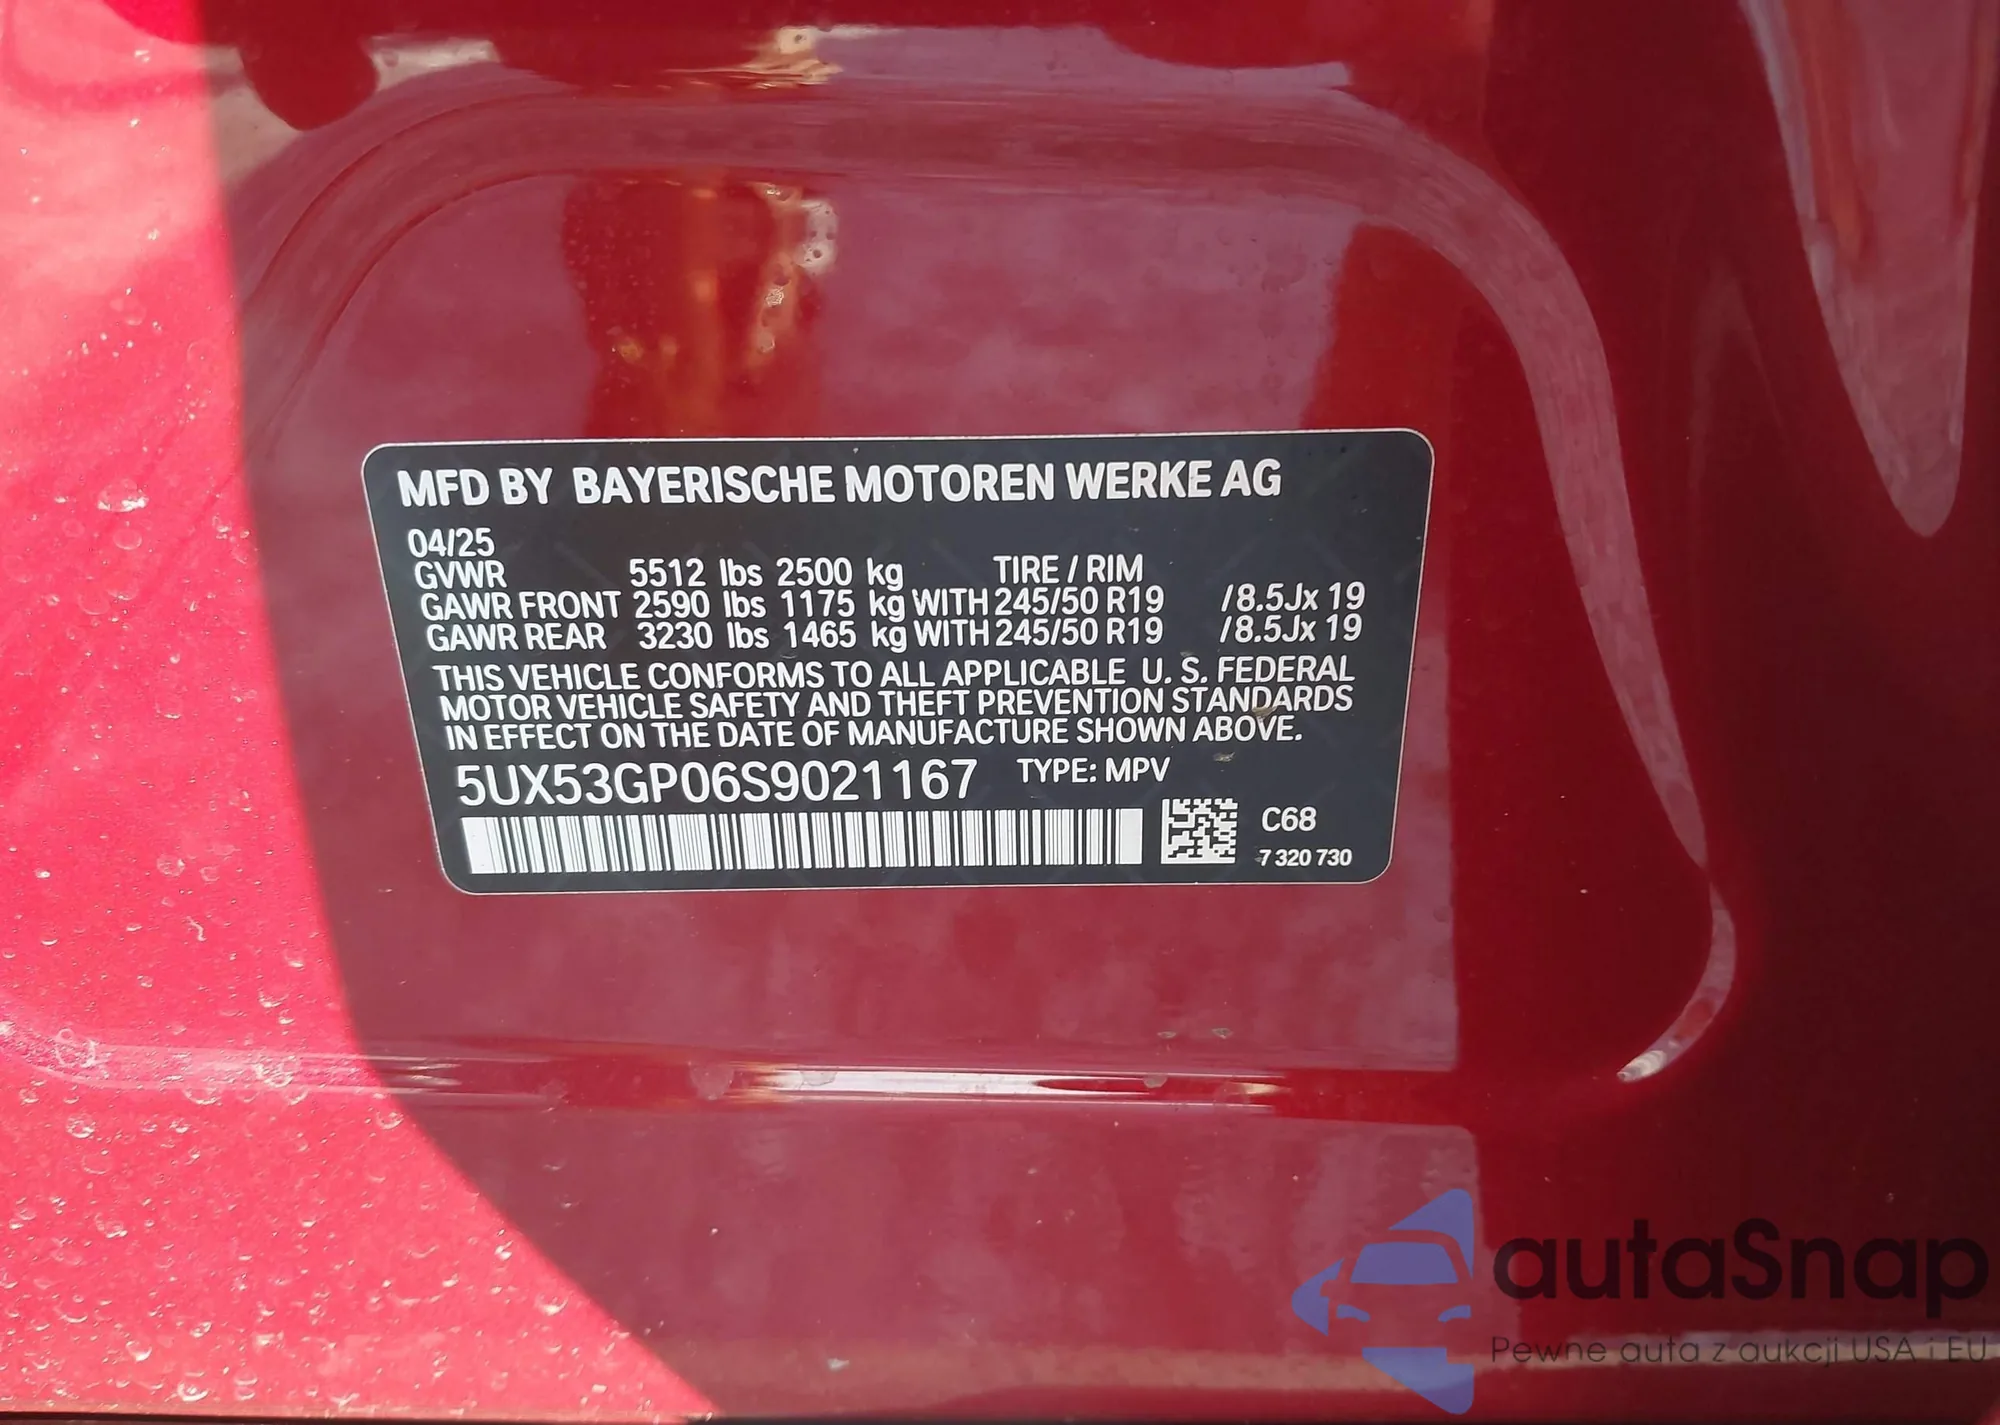 MFD BY BAYERISCHE MOTOREN WERKE AG
04/25
GVWR 5512 lbs 2500 kg TIRE / RIM
GAWR FRONT 2590 lbs 1175 kg WITH 245/50 R19 /8.5Jx 19
GAWR REAR 3230 lbs 1465 kg WITH 245/50 R19 /8.5Jx 19
THIS VEHICLE CONFORMS TO ALL APPLICABLE U. S. FEDERAL
MOTOR VEHICLE SAFETY AND THEFT PREVENTION STANDARDS
IN EFFECT ON THE DATE OF MANUFACTURE SHOWN ABOVE.
5UX53GP06S9021167 TYPE: MPV
C68
7 320 730
autaSnap
Pewne auta z aukcji USA i EU